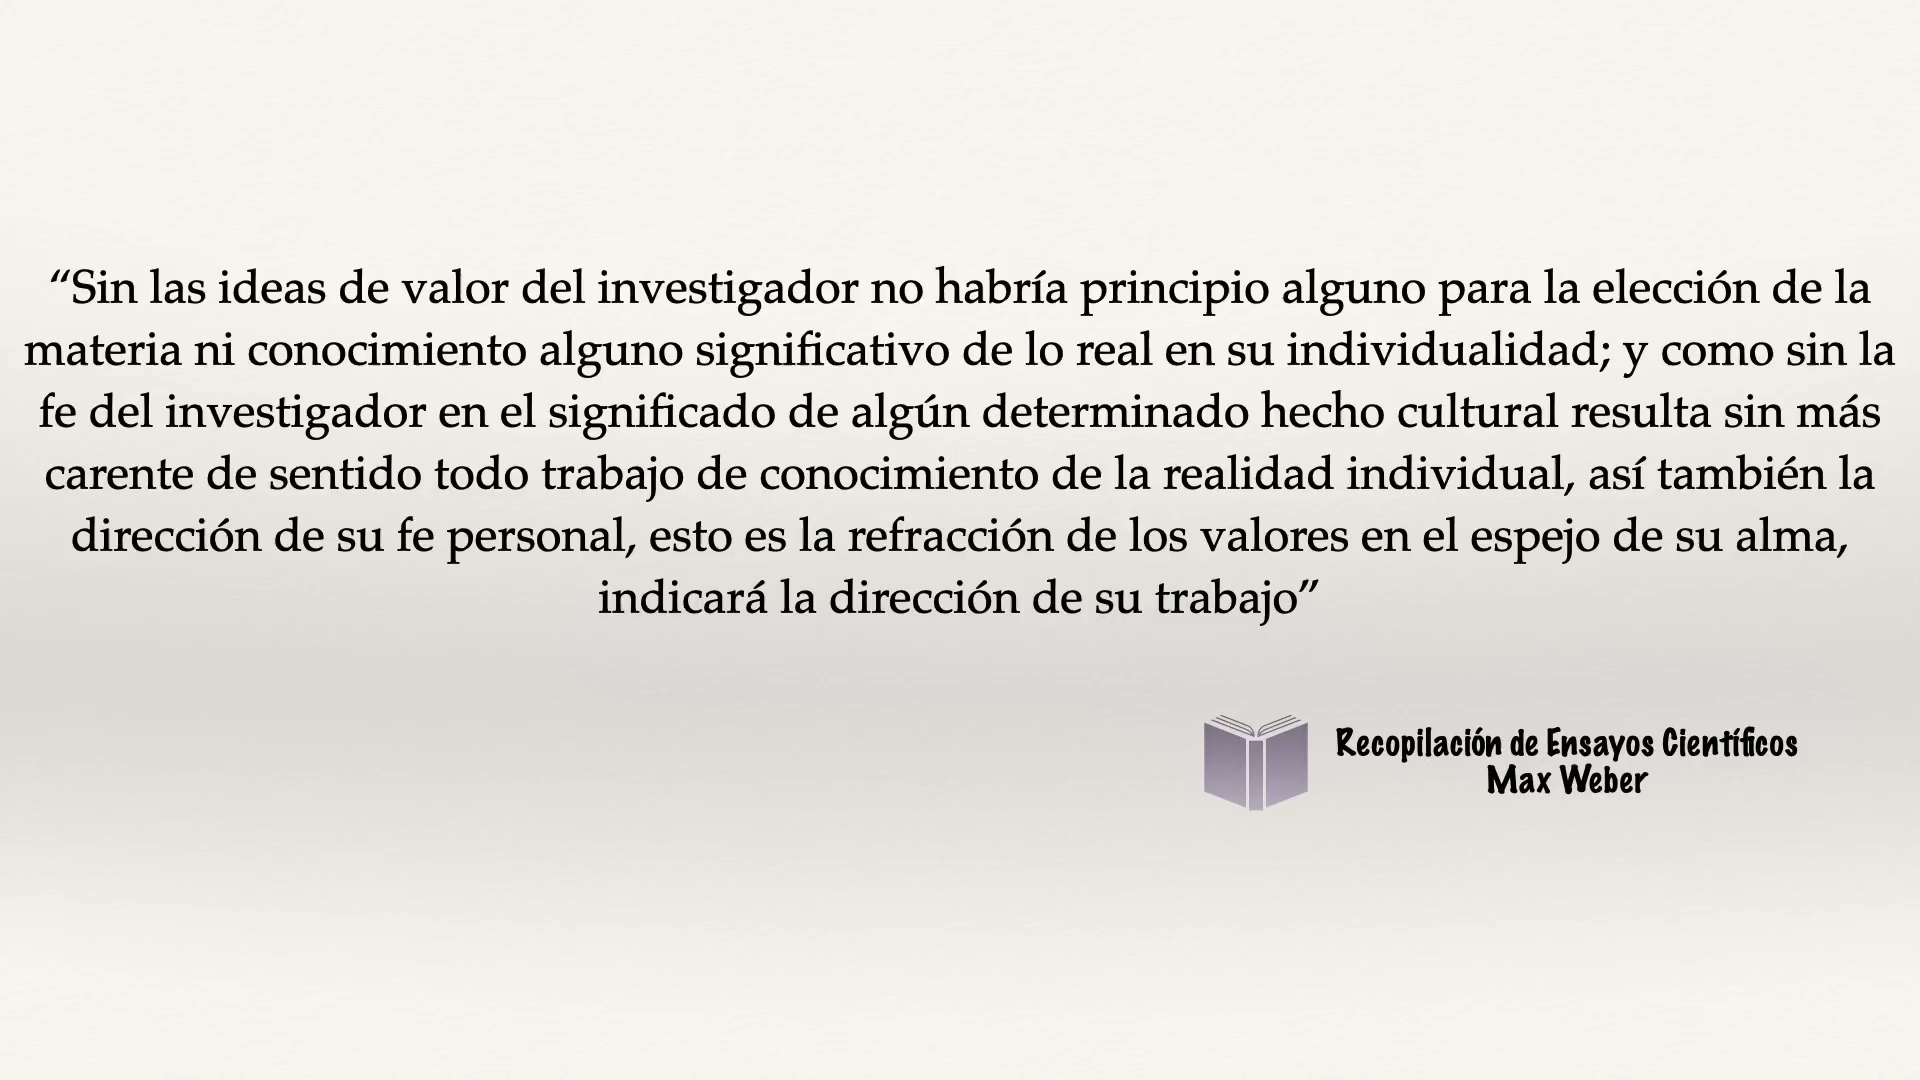 “Sin las ideas de valor del investigador no habría principio alguno para la elección de la
materia ni conocimiento alguno significativo de lo real en su individualidad; y como sin la
fe del investigador en el significado de algún determinado hecho cultural resulta sin más
carente de sentido todo trabajo de conocimiento de la realidad individual, así también la
dirección de su fe personal, esto es la refracción de los valores en el espejo de su alma,
indicará la dirección de su trabajo”
Recopilación de Ensayos Científicos
Max Weber